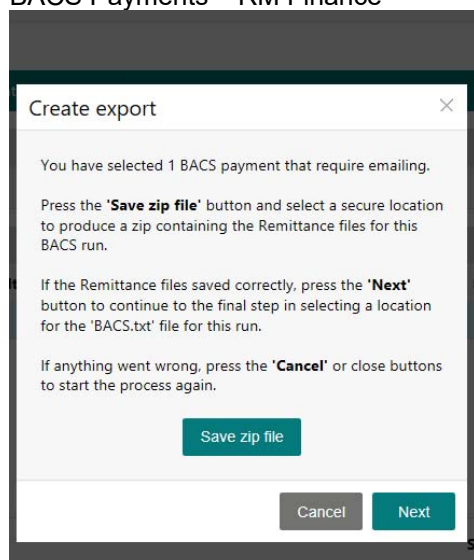 BACS Payments – RM Finance
Create export
You have selected 1 BACS payment that require emailing.
Press the 'Save zip file' button and select a secure location
to produce a zip containing the Remittance files for this
BACS run.
If the Remittance files saved correctly, press the 'Next'
button to continue to the final step in selecting a location
for the 'BACS.txt' file for this run.
If anything went wrong, press the 'Cancel' or close buttons
to start the process again.
Save zip file
Cancel Next